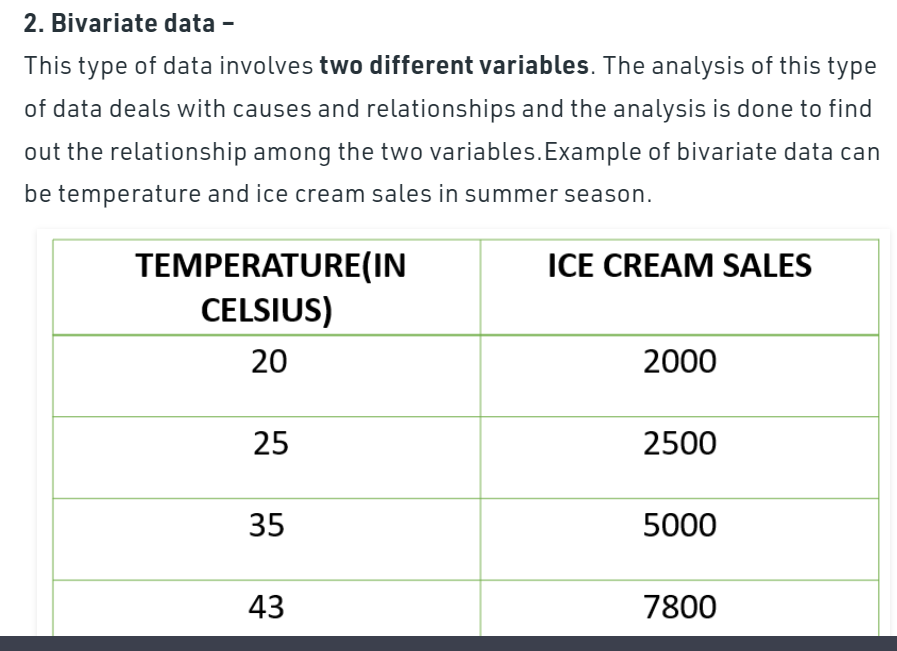 2. Bivariate data –
This type of data involves two different variables. The analysis of this type
of data deals with causes and relationships and the analysis is done to find
out the relationship among the two variables.Example of bivariate data can
be temperature and ice cream sales in summer season.
TEMPERATURE(IN CELSIUS) ICE CREAM SALES
20 2000
25 2500
35 5000
43 7800